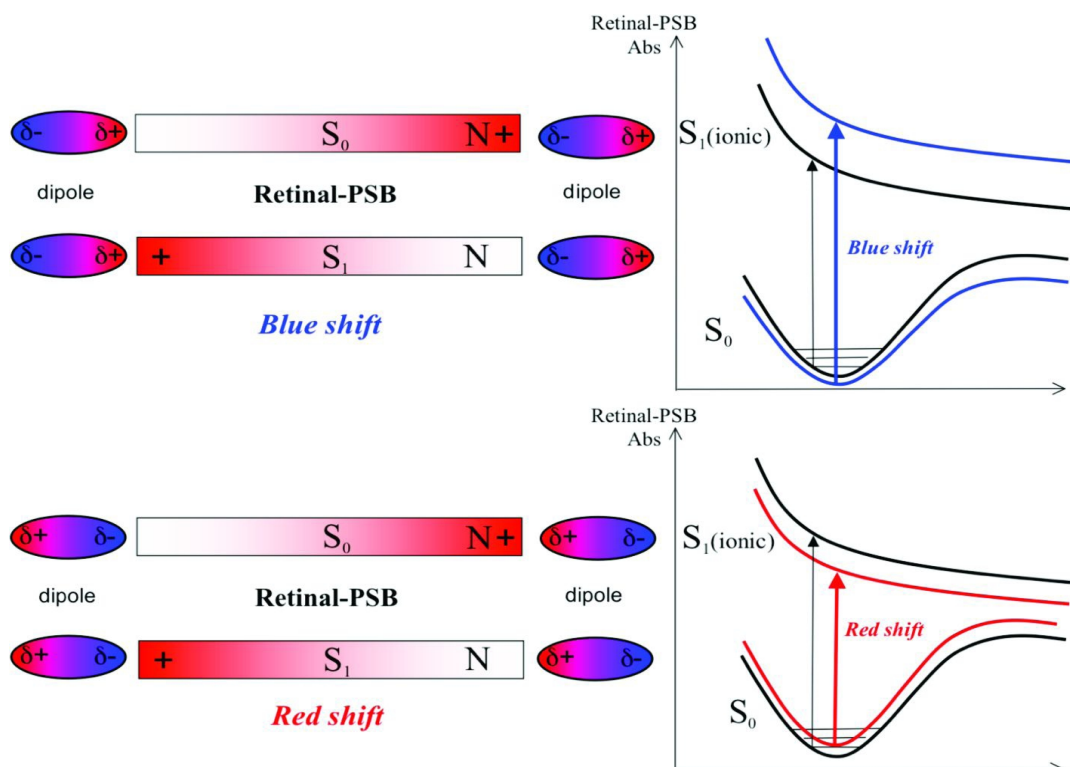 Retinal-PSB
Abs
δ- δ+ S₀ N+ δ- δ+
dipole Retinal-PSB dipole
δ- δ+ + S₁ N δ- δ+
Blue shift
S₁(ionic)
Blue shift
S₀
Retinal-PSB
Abs
δ+ δ- S₀ N+ δ+ δ-
dipole Retinal-PSB dipole
δ+ δ- + S₁ N δ+ δ-
Red shift
S₁(ionic)
Red shift
S₀